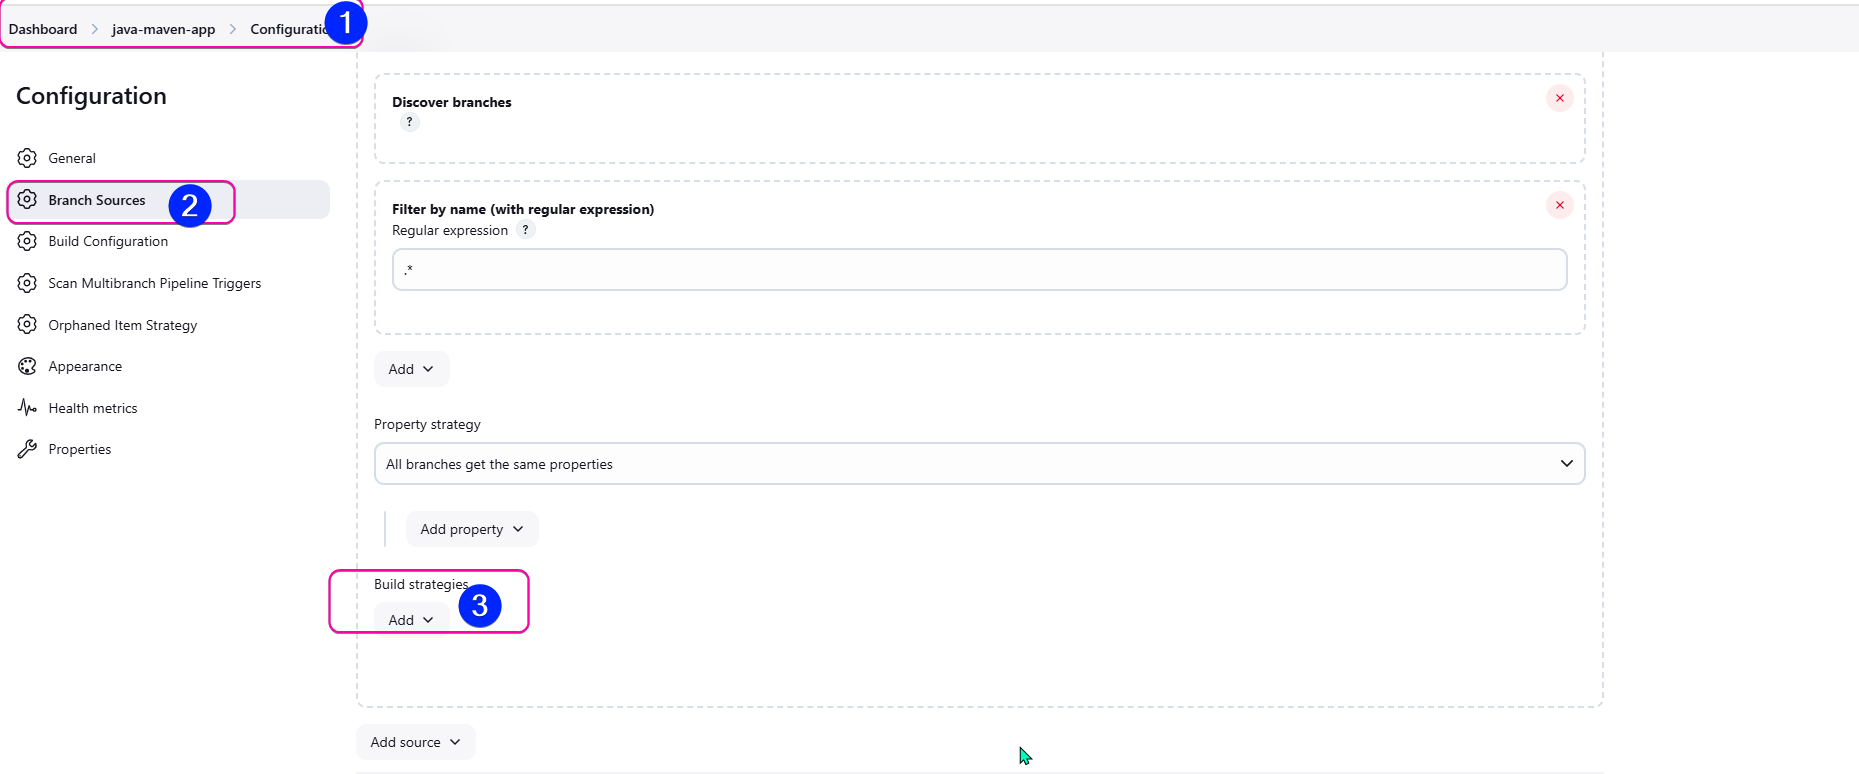 Dashboard > java-maven-app > Configuratio
1
Configuration
General
Branch Sources
2
Build Configuration
Scan Multibranch Pipeline Triggers
Orphaned Item Strategy
Appearance
Health metrics
Properties
Discover branches
?
Filter by name (with regular expression)
Regular expression ?
.*
Add
Property strategy
All branches get the same properties
Add property
Build strategies
3
Add
Add source